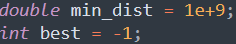 double min_dist = 1e+9;
int best = -1;